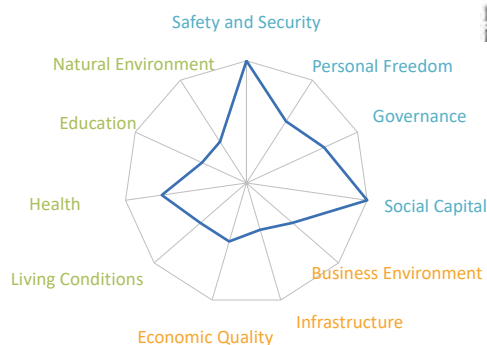 Safety and Security
Natural Environment
Personal Freedom
Education
Governance
Health
Social Capital
Living Conditions
Business Environment
Infrastructure
Economic Quality